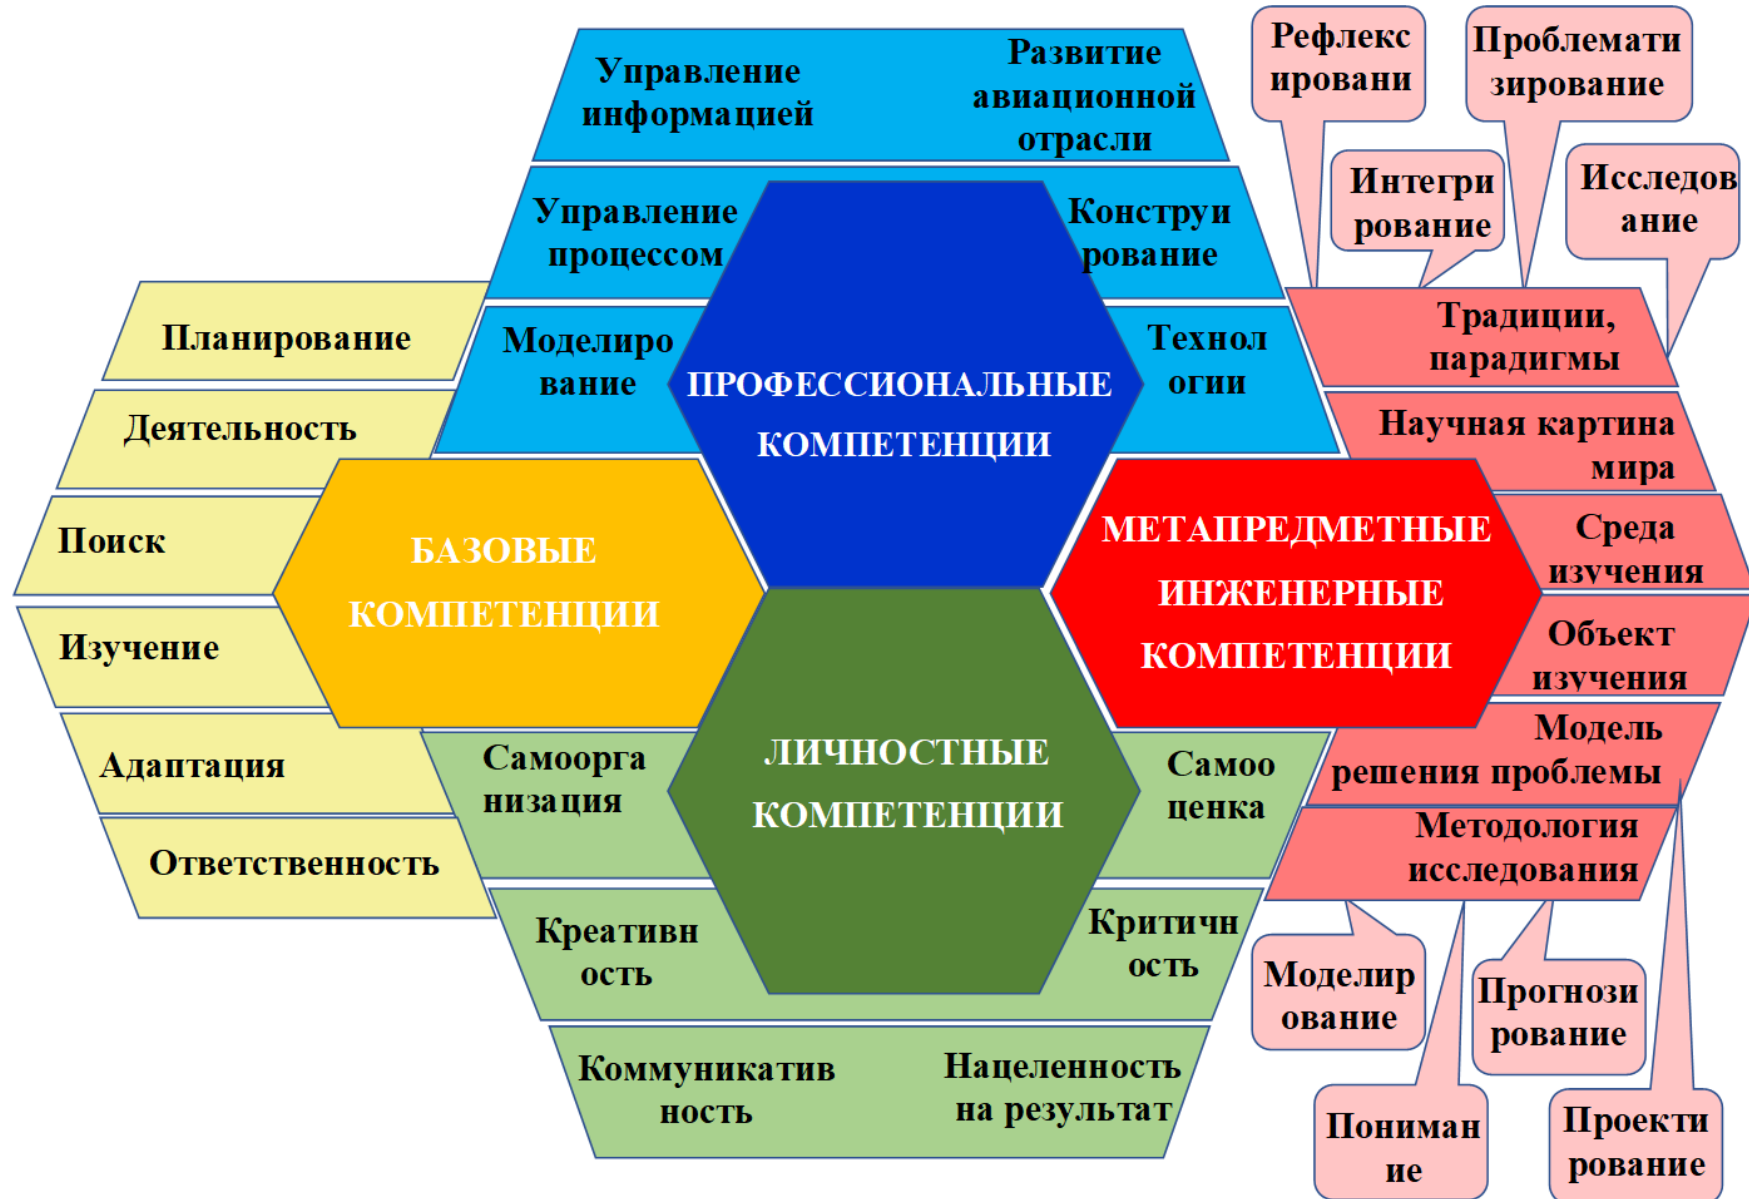 Управление
информацией
Развитие
авиационной
отрасли
Рефлекс
ировани
Проблемати
зирование
Интегри
рование
Исследов
ание
Управление
процессом
Конструи
рование
Моделиро
вание
Технол
огии
ПРОФЕССИОНАЛЬНЫЕ
КОМПЕТЕНЦИИ
Планирование
Деятельность
Поиск
Изучение
Адаптация
Ответственность
БАЗОВЫЕ
КОМПЕТЕНЦИИ
МЕТАПРЕДМЕТНЫЕ
ИНЖЕНЕРНЫЕ
КОМПЕТЕНЦИИ
Традиции,
парадигмы
Научная картина
мира
Среда
изучения
Объект
изучения
Модель
решения проблемы
Методология
исследования
ЛИЧНОСТНЫЕ
КОМПЕТЕНЦИИ
Самоорга
низация
Самоо
ценка
Креативн
ость
Критичн
ость
Коммуникатив
ность
Нацеленность
на результат
Моделир
ование
Прогнози
рование
Пониман
ие
Проекти
рование